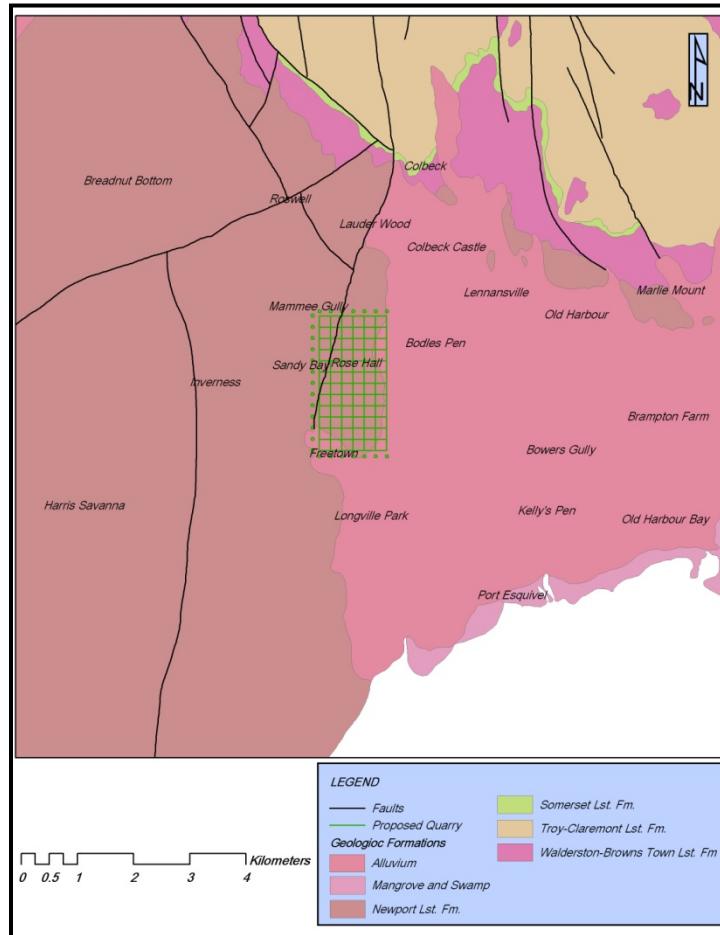 N
Colbeck
Breadnut Bottom
Roswell
Lauder Wood
Colbeck Castle
Lennansville
Marlie Mount
Mammee Gully
Old Harbour
Bodles Pen
Sandy Bay
Rose Hall
Inverness
Brampton Farm
Freetown
Bowers Gully
Harris Savanna
Longville Park
Kelly's Pen
Old Harbour Bay
Port Esquivel
LEGEND
Faults
Proposed Quarry
Geologioc Formations
Alluvium
Mangrove and Swamp
Newport Lst. Fm.
Somerset Lst. Fm.
Troy-Claremont Lst. Fm.
Walderston-Browns Town Lst. Fm
Kilometers
0 0.5 1 2 3 4